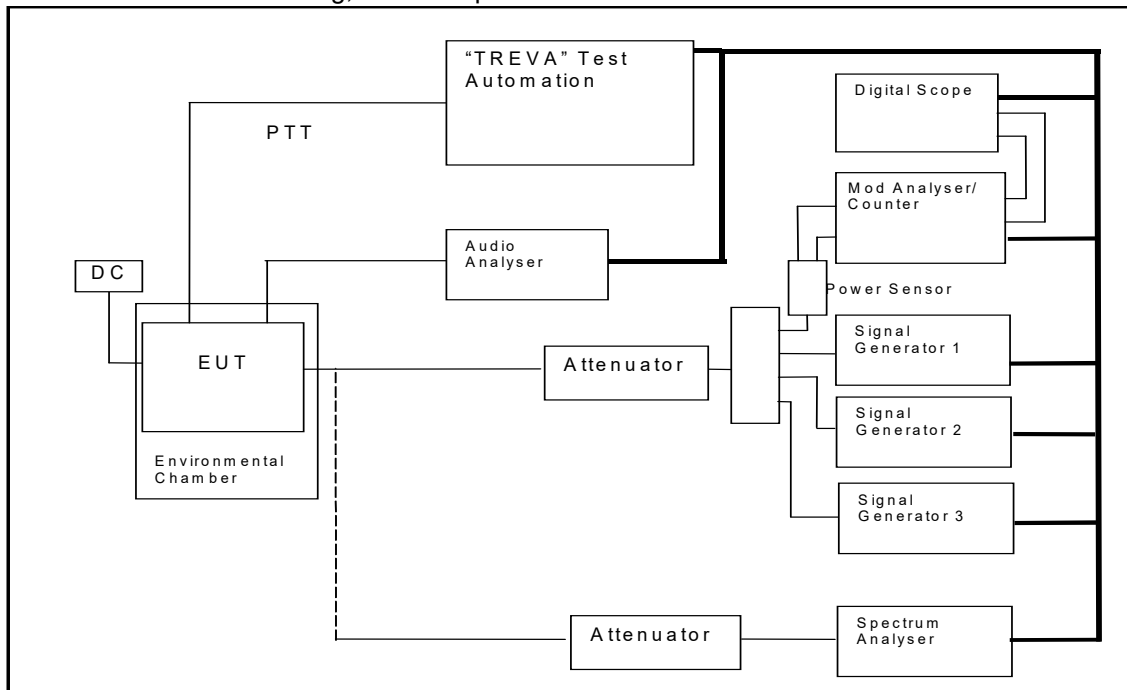 "TREVA" Test
Automation
Digital Scope
PTT
Mod Analyser/
Counter
Audio
Analyser
DC
Power Sensor
Signal
Generator 1
EUT
Attenuator
Signal
Generator 2
Environmental
Chamber
Signal
Generator 3
Attenuator
Spectrum
Analyser